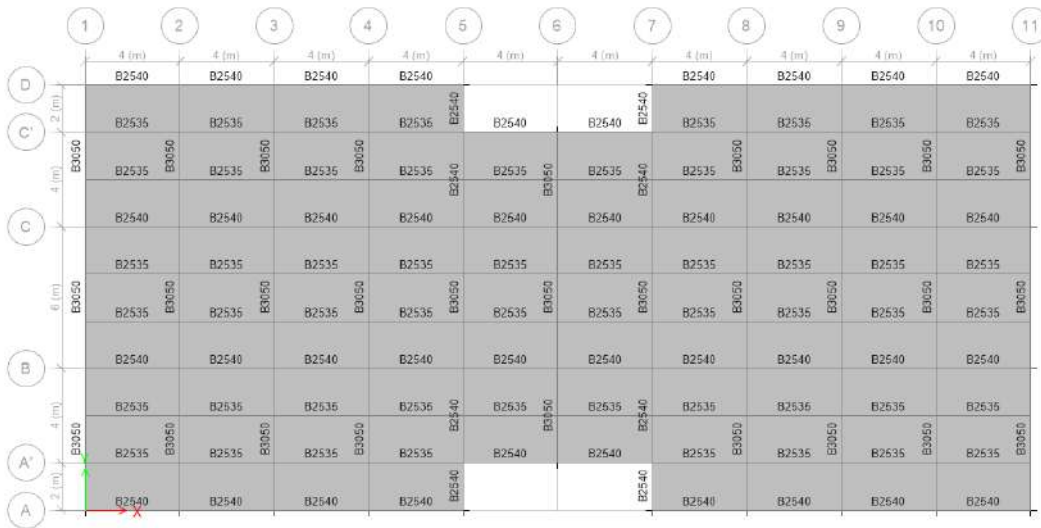 1 2 3 4 5 6 7 8 9 10 11
4 (m) 4 (m) 4 (m) 4 (m) 4 (m) 4 (m) 4 (m) 4 (m) 4 (m) 4 (m)
B2540 B2540 B2540 B2540 B2540 B2540 B2540 B2540
D
2 (m) B2540 B2540
B2535 B2535 B2535 B2535 B2540 B2540 B2535 B2535 B2535 B2535
C'
4 (m) B3050 B3050 B3050 B3050 B2540 B3050 B2540 B3050 B3050 B3050 B3050
B2535 B2535 B2535 B2535 B2535 B2535 B2535 B2535 B2535 B2535
C
B2540 B2540 B2540 B2540 B2540 B2540 B2540 B2540 B2540 B2540
B2535 B2535 B2535 B2535 B2535 B2535 B2535 B2535 B2535 B2535
6 (m) B3050 B3050 B3050 B3050 B3050 B3050 B3050 B3050 B3050 B3050 B3050
B2535 B2535 B2535 B2535 B2535 B2535 B2535 B2535 B2535 B2535
B
B2540 B2540 B2540 B2540 B2540 B2540 B2540 B2540 B2540 B2540
B2535 B2535 B2535 B2535 B2535 B2535 B2535 B2535 B2535 B2535
4 (m) B3050 B3050 B3050 B3050 B2540 B3050 B2540 B3050 B3050 B3050 B3050
B2535 B2535 B2535 B2535 B2540 B2540 B2535 B2535 B2535 B2535
A'
Y
2 (m) B2540 B2540
B2540 B2540 B2540 B2540 B2540 B2540 B2540 B2540
A
X